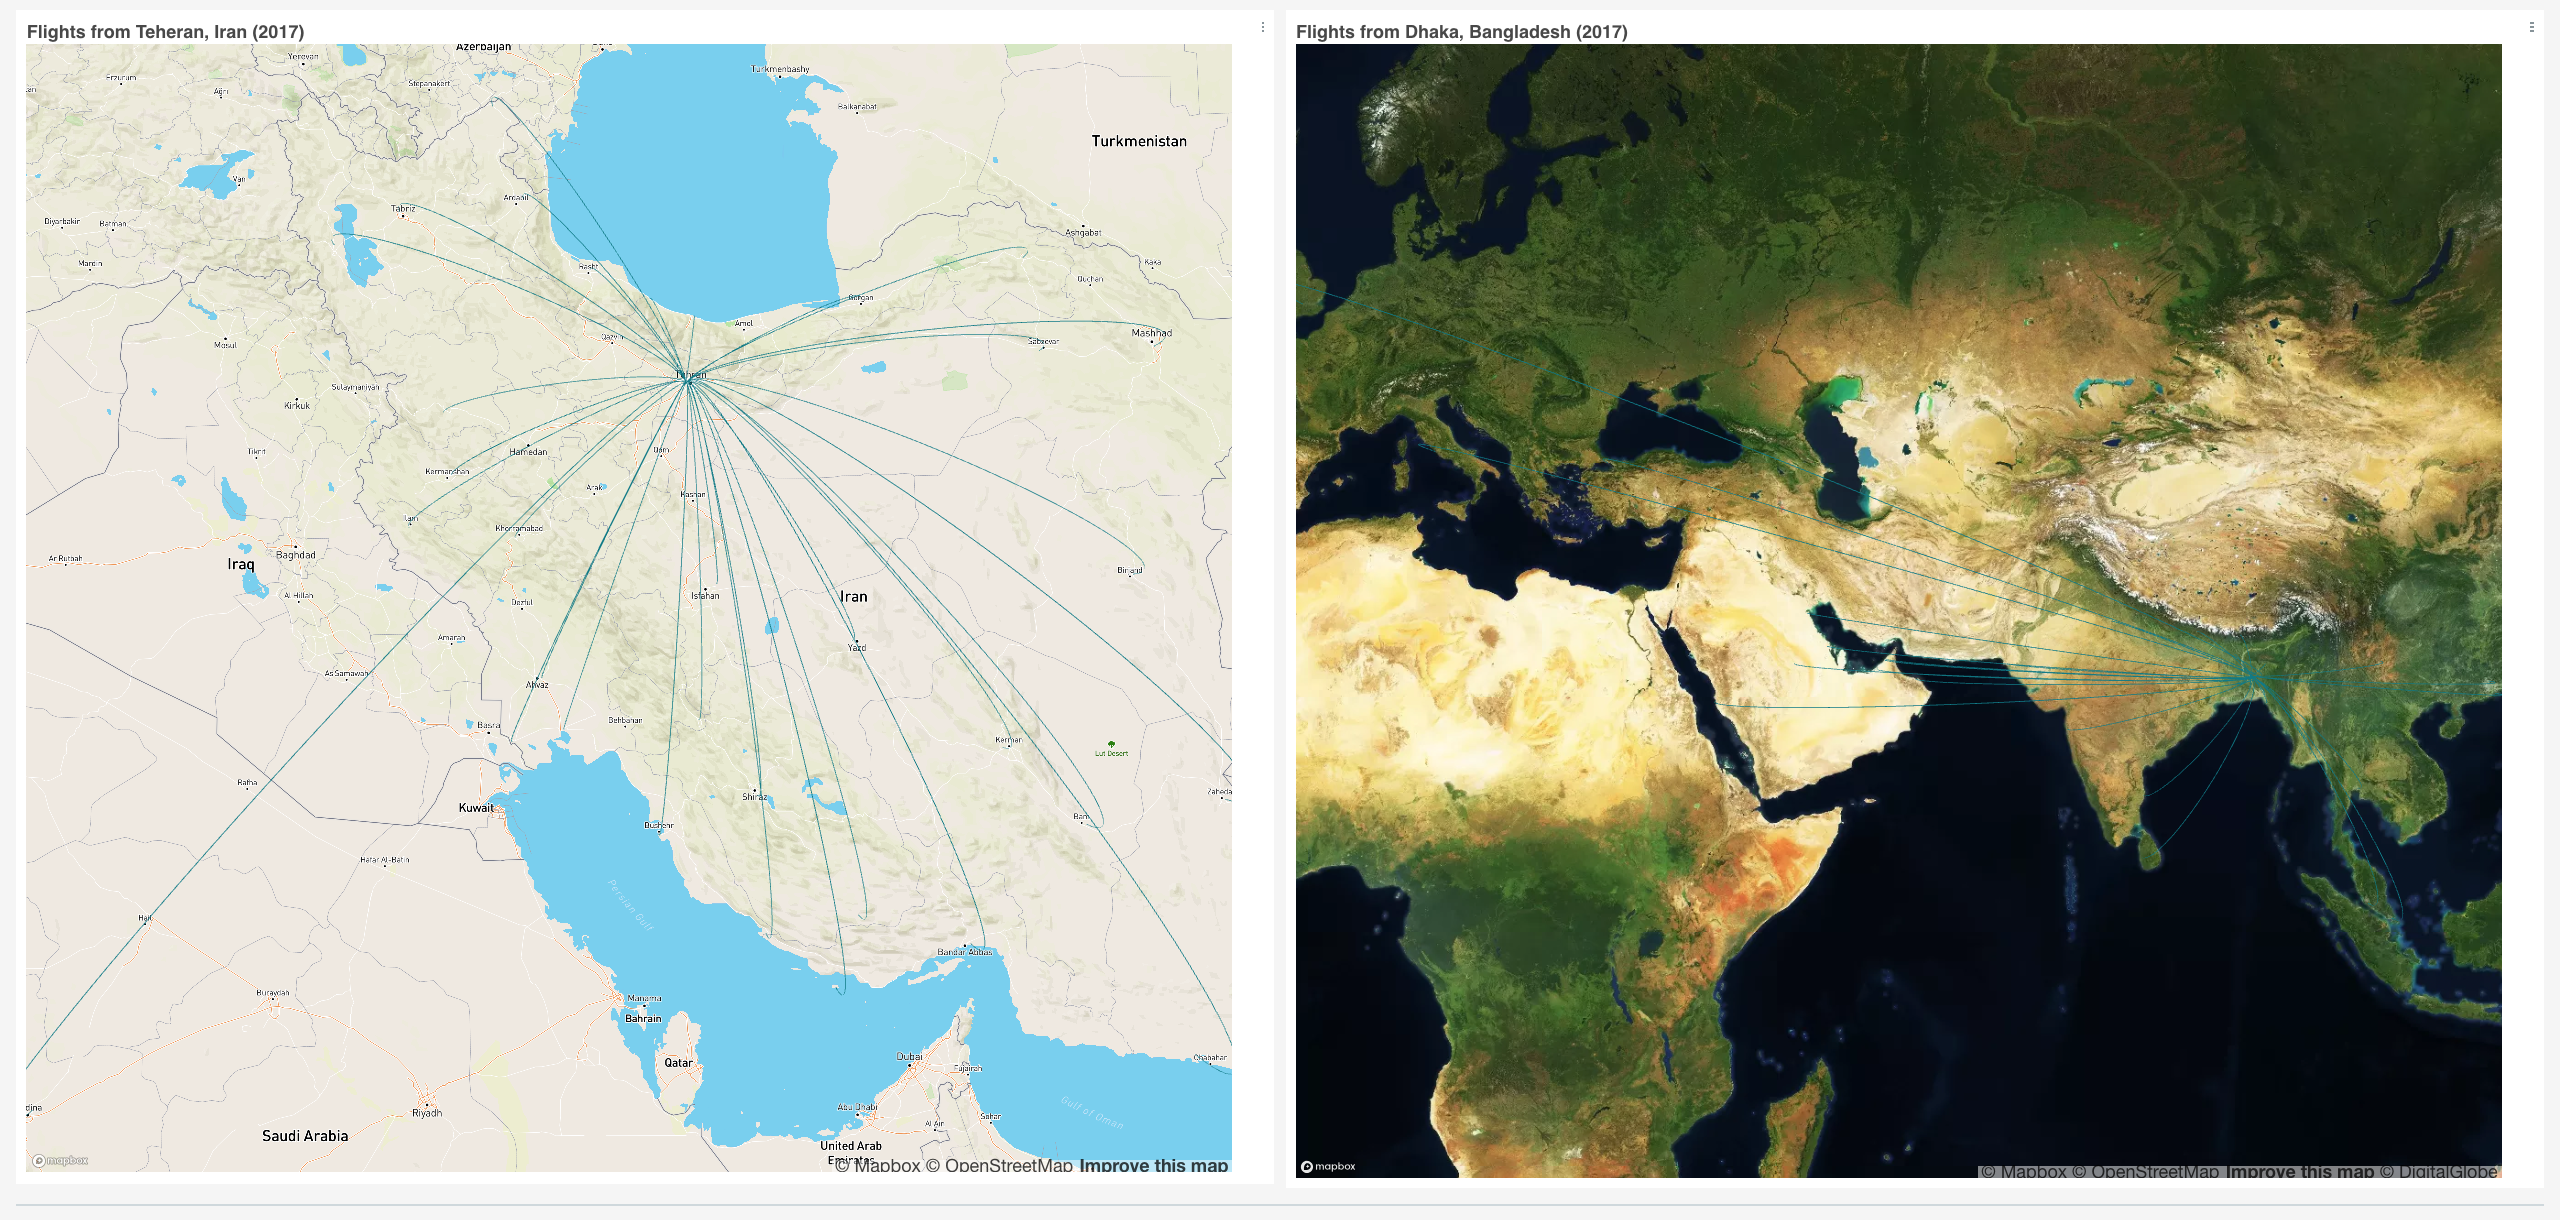 Flights from Teheran, Iran (2017)
Azerbaijan
Yerevan
Turkmenbashy
Erzurum
Stepanakert
Ağrı
Balkanabat
Turkmenistan
Van
Ardabil
Tabriz
Diyarbakir
Batman
Ashgabat
Mardin
Rasht
Kaka
Quchan
Gorgan
Amol
Mashhad
Qazvin
Sabzevar
Mosul
Tehran
Sulaymaniyah
Kirkuk
Tikrit
Hamedan
Qom
Kermanshah
Arak
Kashan
Ilam
Khorramabad
Ar Rutbah
Baghdad
Iraq
Birjand
Al Hillah
Isfahan
Iran
Dezful
Amarah
Yazd
As Samawah
Ahvaz
Basra
Behbahan
Kerman
Lut Desert
Rafha
Shiraz
Zaheda
Kuwait
Bam
Bushehr
Hafar Al-Batin
Persian Gulf
Hail
Bandar Abbas
Buraydah
Manama
Bahrain
Dubai
Chabahar
Qatar
Fujairah
Abu Dhabi
Gulf of Oman
dina
Riyadh
Sohar
Al Ain
Saudi Arabia
United Arab
Emirates
mapbox
© Mapbox © OpenStreetMap Improve this map
Flights from Dhaka, Bangladesh (2017)
mapbox
© Mapbox © OpenStreetMap Improve this map © DigitalGlobe